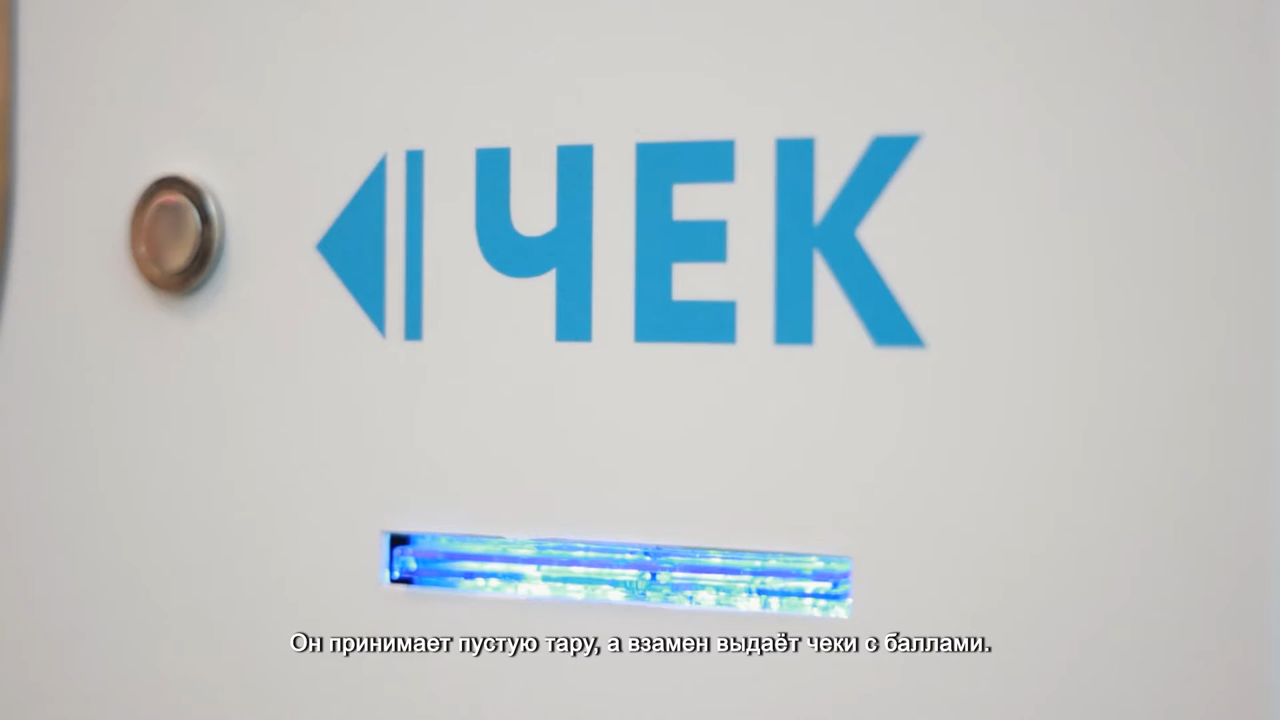 ЧЕК
Он принимает пустую тару, а взамен выдаёт чеки с баллами.